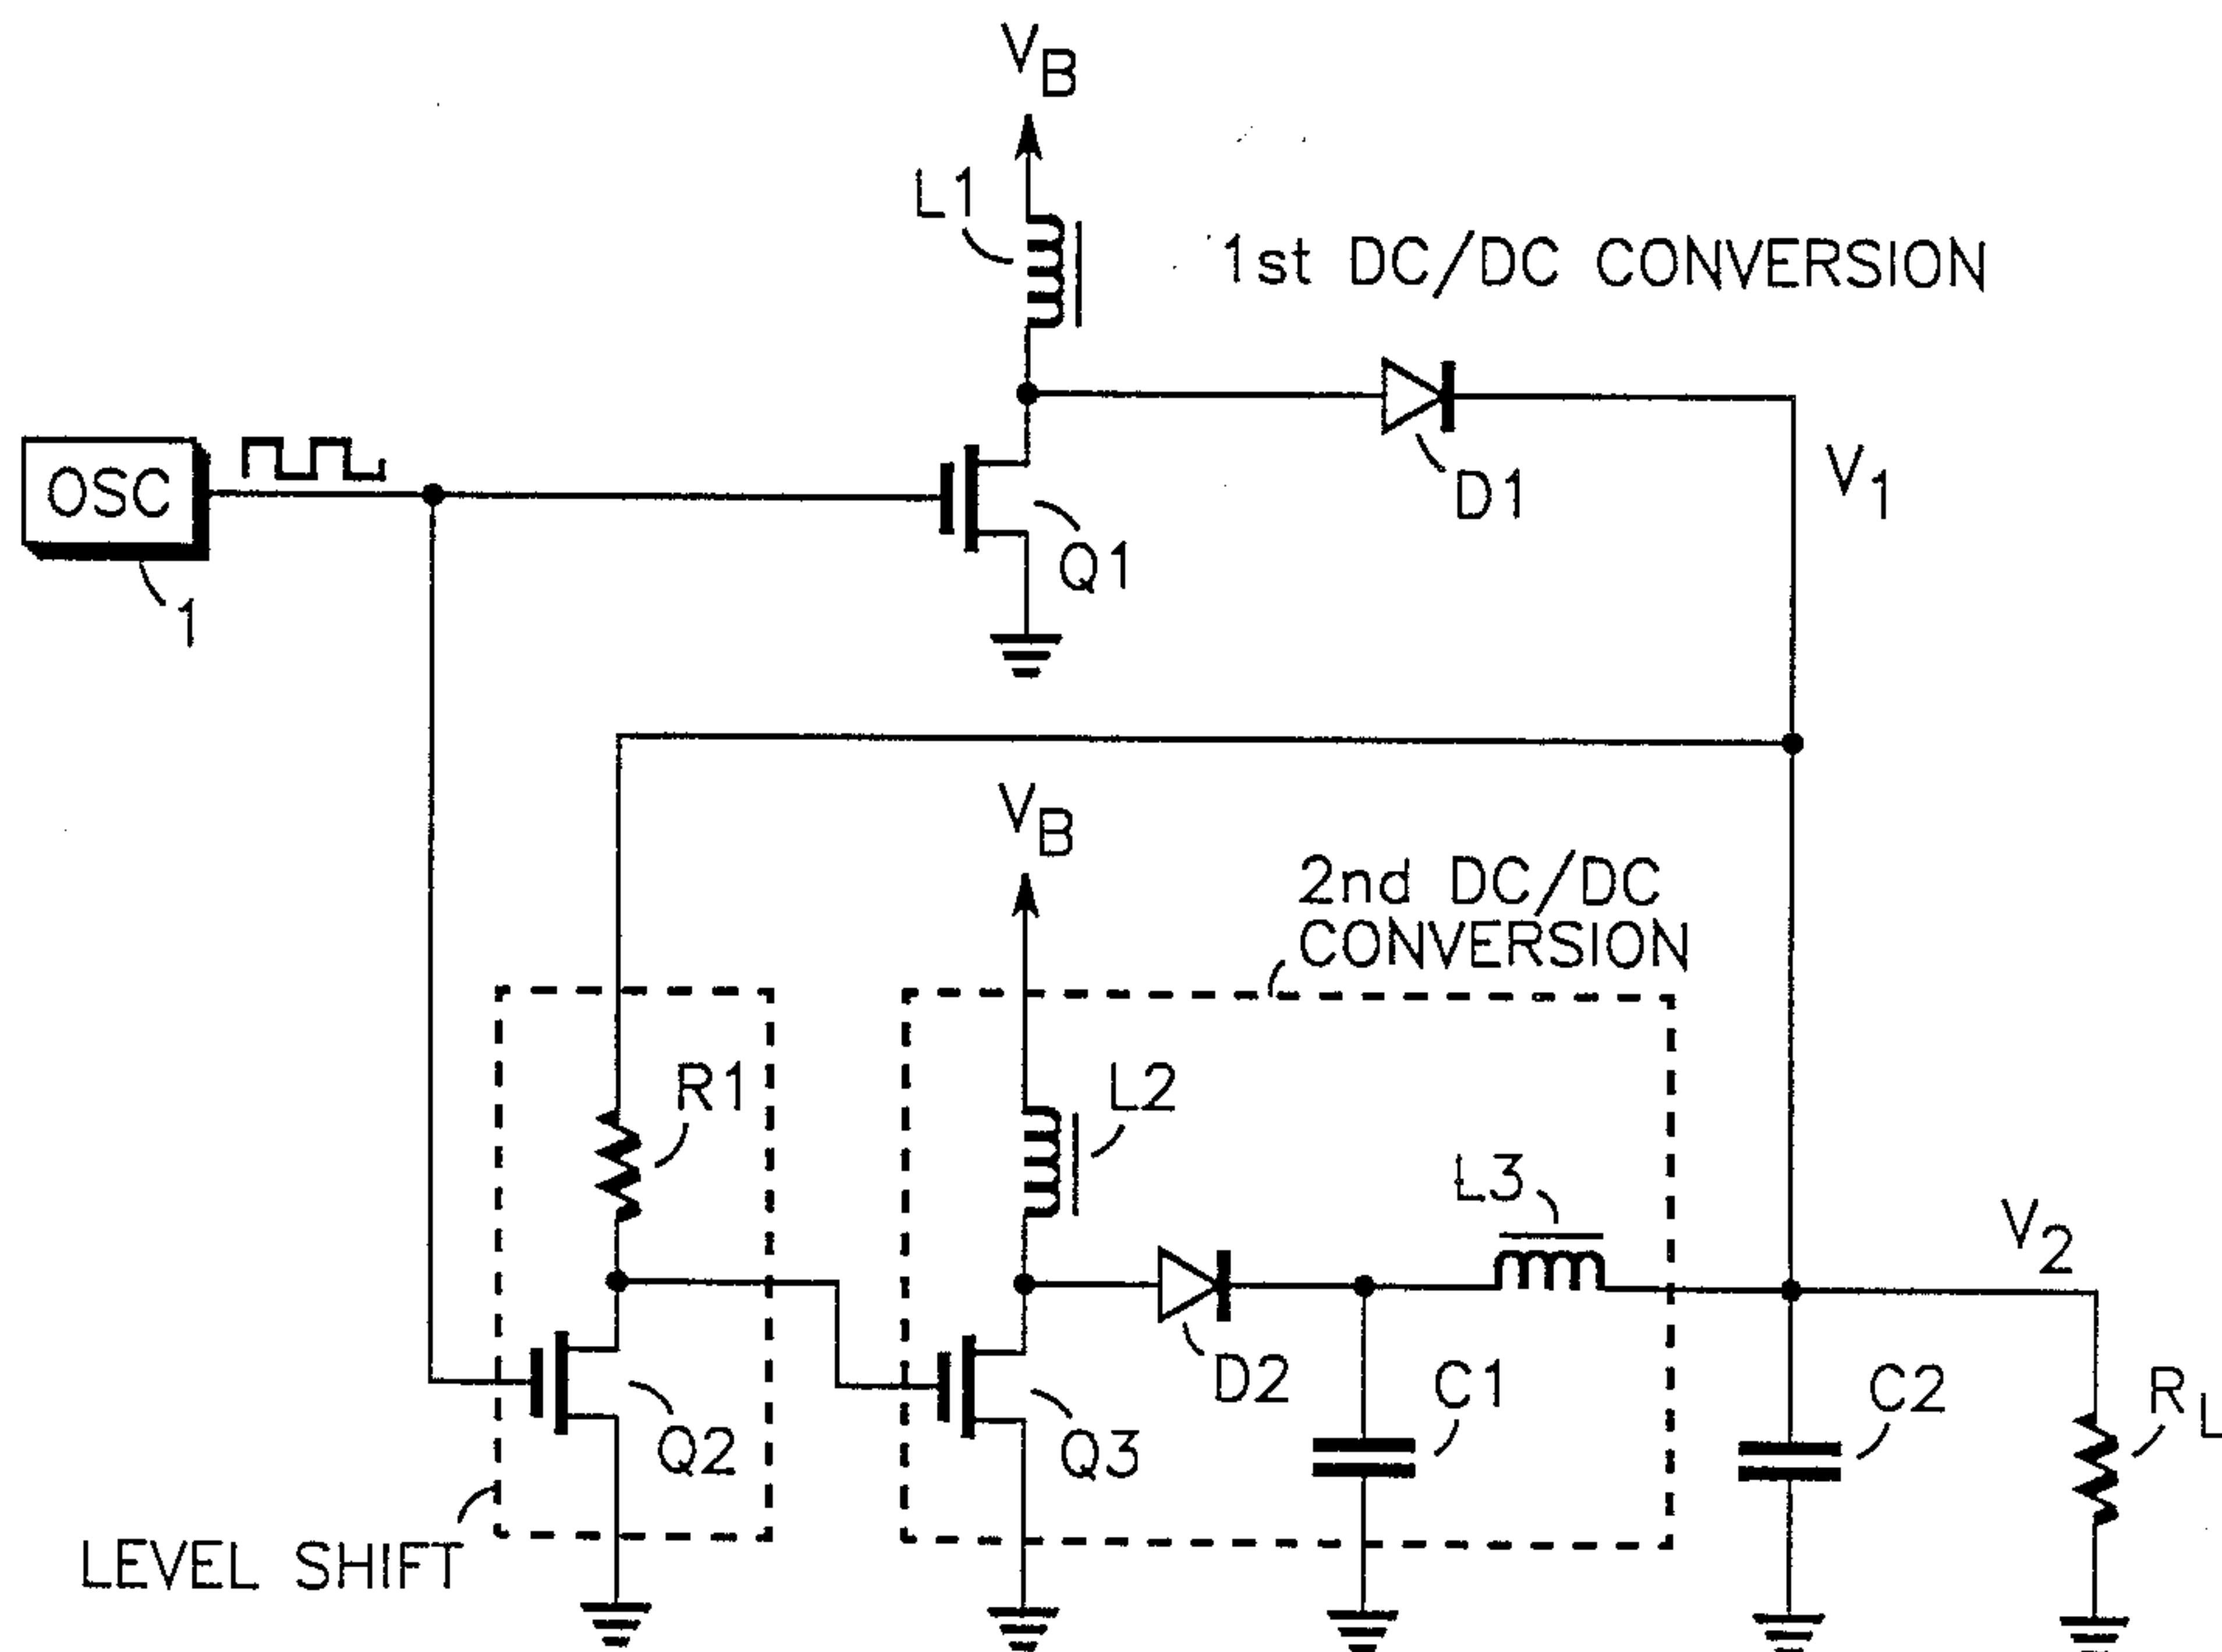 V_B
L1
1st DC/DC CONVERSION
OSC
D1
V_1
Q1
1
V_B
2nd DC/DC
CONVERSION
R1
L2
L3
V_2
D2
C1
C2
R_L
Q2
Q3
LEVEL SHIFT